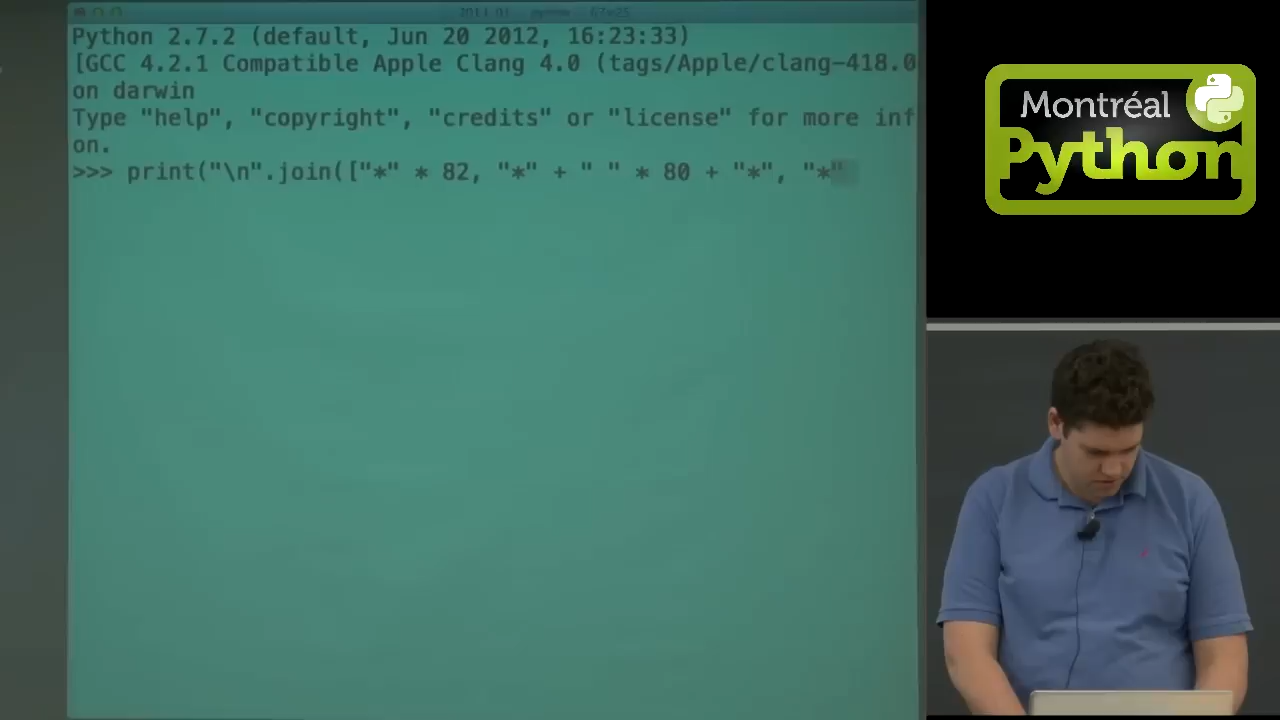 Python 2.7.2 (default, Jun 20 2012, 16:23:33)
[GCC 4.2.1 Compatible Apple Clang 4.0 (tags/Apple/clang-418.0
on darwin
Type "help", "copyright", "credits" or "license" for more inf
on.
>>> print("\n".join(["*" * 82, "*" + " " * 80 + "*", "*"
Montréal
Python